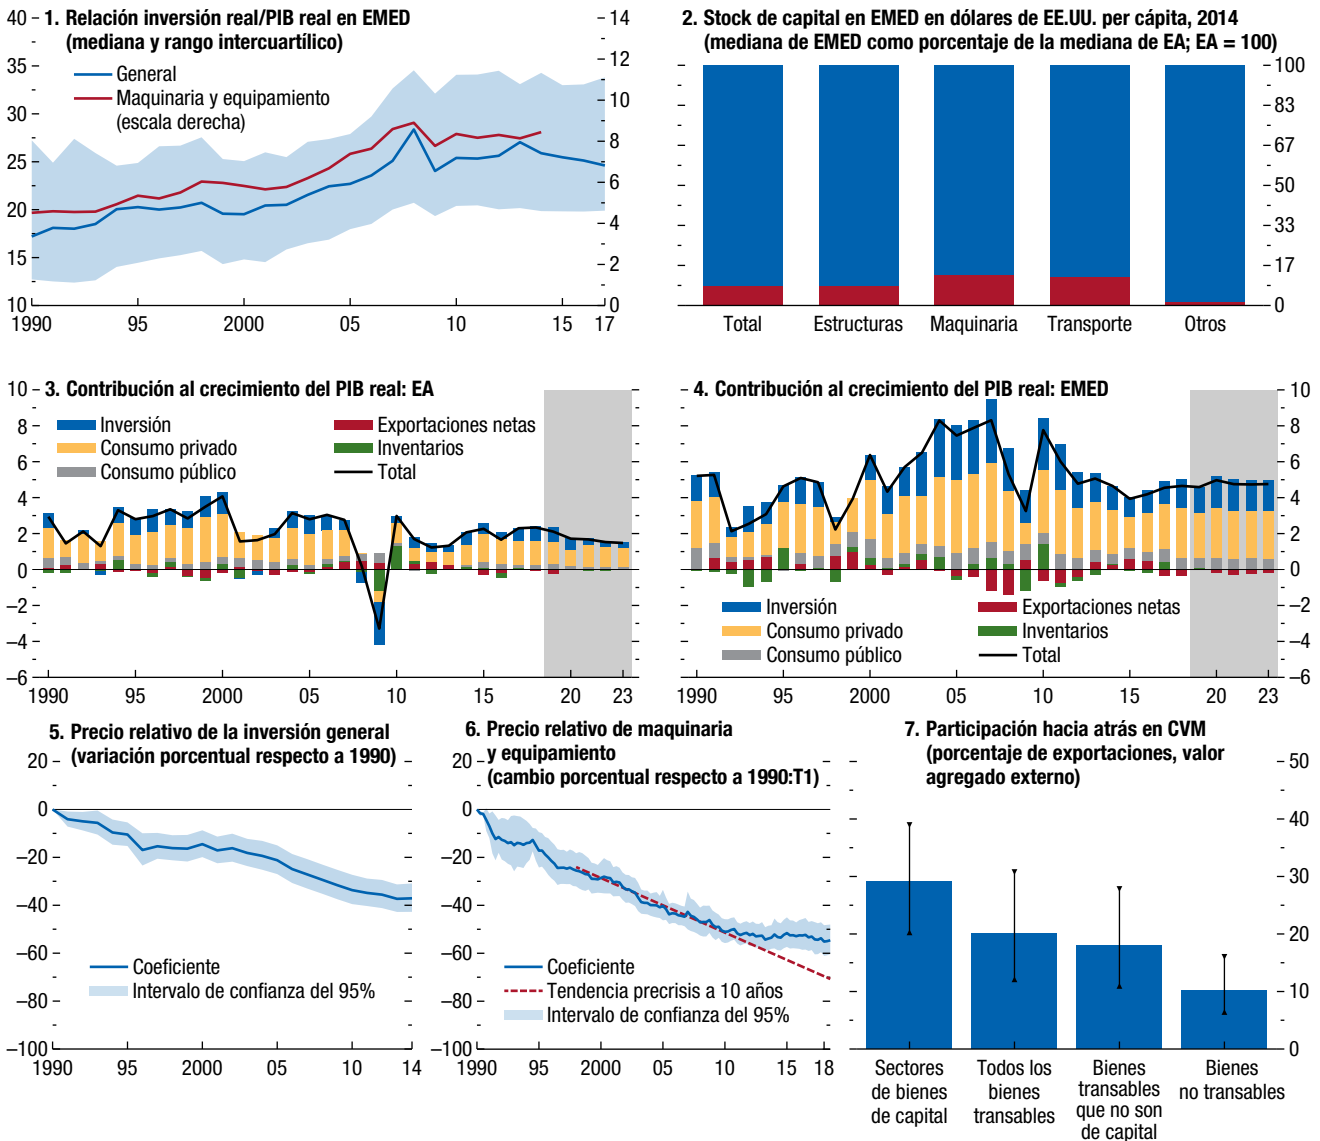 1. Relación inversión real/PIB real en EMED
(mediana y rango intercuartílico)
General
Maquinaria y equipamiento
(escala derecha)
40
35
30
25
20
15
10
14
12
10
8
6
4
2
0
1990 95 2000 05 10 15 17
2. Stock de capital en EMED en dólares de EE.UU. per cápita, 2014
(mediana de EMED como porcentaje de la mediana de EA; EA = 100)
100
83
67
50
33
17
0
Total Estructuras Maquinaria Transporte Otros
3. Contribución al crecimiento del PIB real: EA
Inversión
Consumo privado
Consumo público
Exportaciones netas
Inventarios
Total
10
8
6
4
2
0
–2
–4
–6
1990 95 2000 05 10 15 20 23
4. Contribución al crecimiento del PIB real: EMED
Inversión
Consumo privado
Consumo público
Exportaciones netas
Inventarios
Total
10
8
6
4
2
0
–2
–4
–6
1990 95 2000 05 10 15 20 23
5. Precio relativo de la inversión general
(variación porcentual respecto a 1990)
20
0
–20
–40
–60
–80
–100
Coeficiente
Intervalo de confianza del 95%
1990 95 2000 05 10 14
6. Precio relativo de maquinaria
y equipamiento
(cambio porcentual respecto a 1990:T1)
20
0
–20
–40
–60
–80
–100
Coeficiente
Tendencia precrisis a 10 años
Intervalo de confianza del 95%
1990 95 2000 05 10 15 18
7. Participación hacia atrás en CVM
(porcentaje de exportaciones, valor
agregado externo)
50
40
30
20
10
0
Sectores
de bienes
de capital
Todos los
bienes
transables
Bienes
transables
que no son
de capital
Bienes
no transables